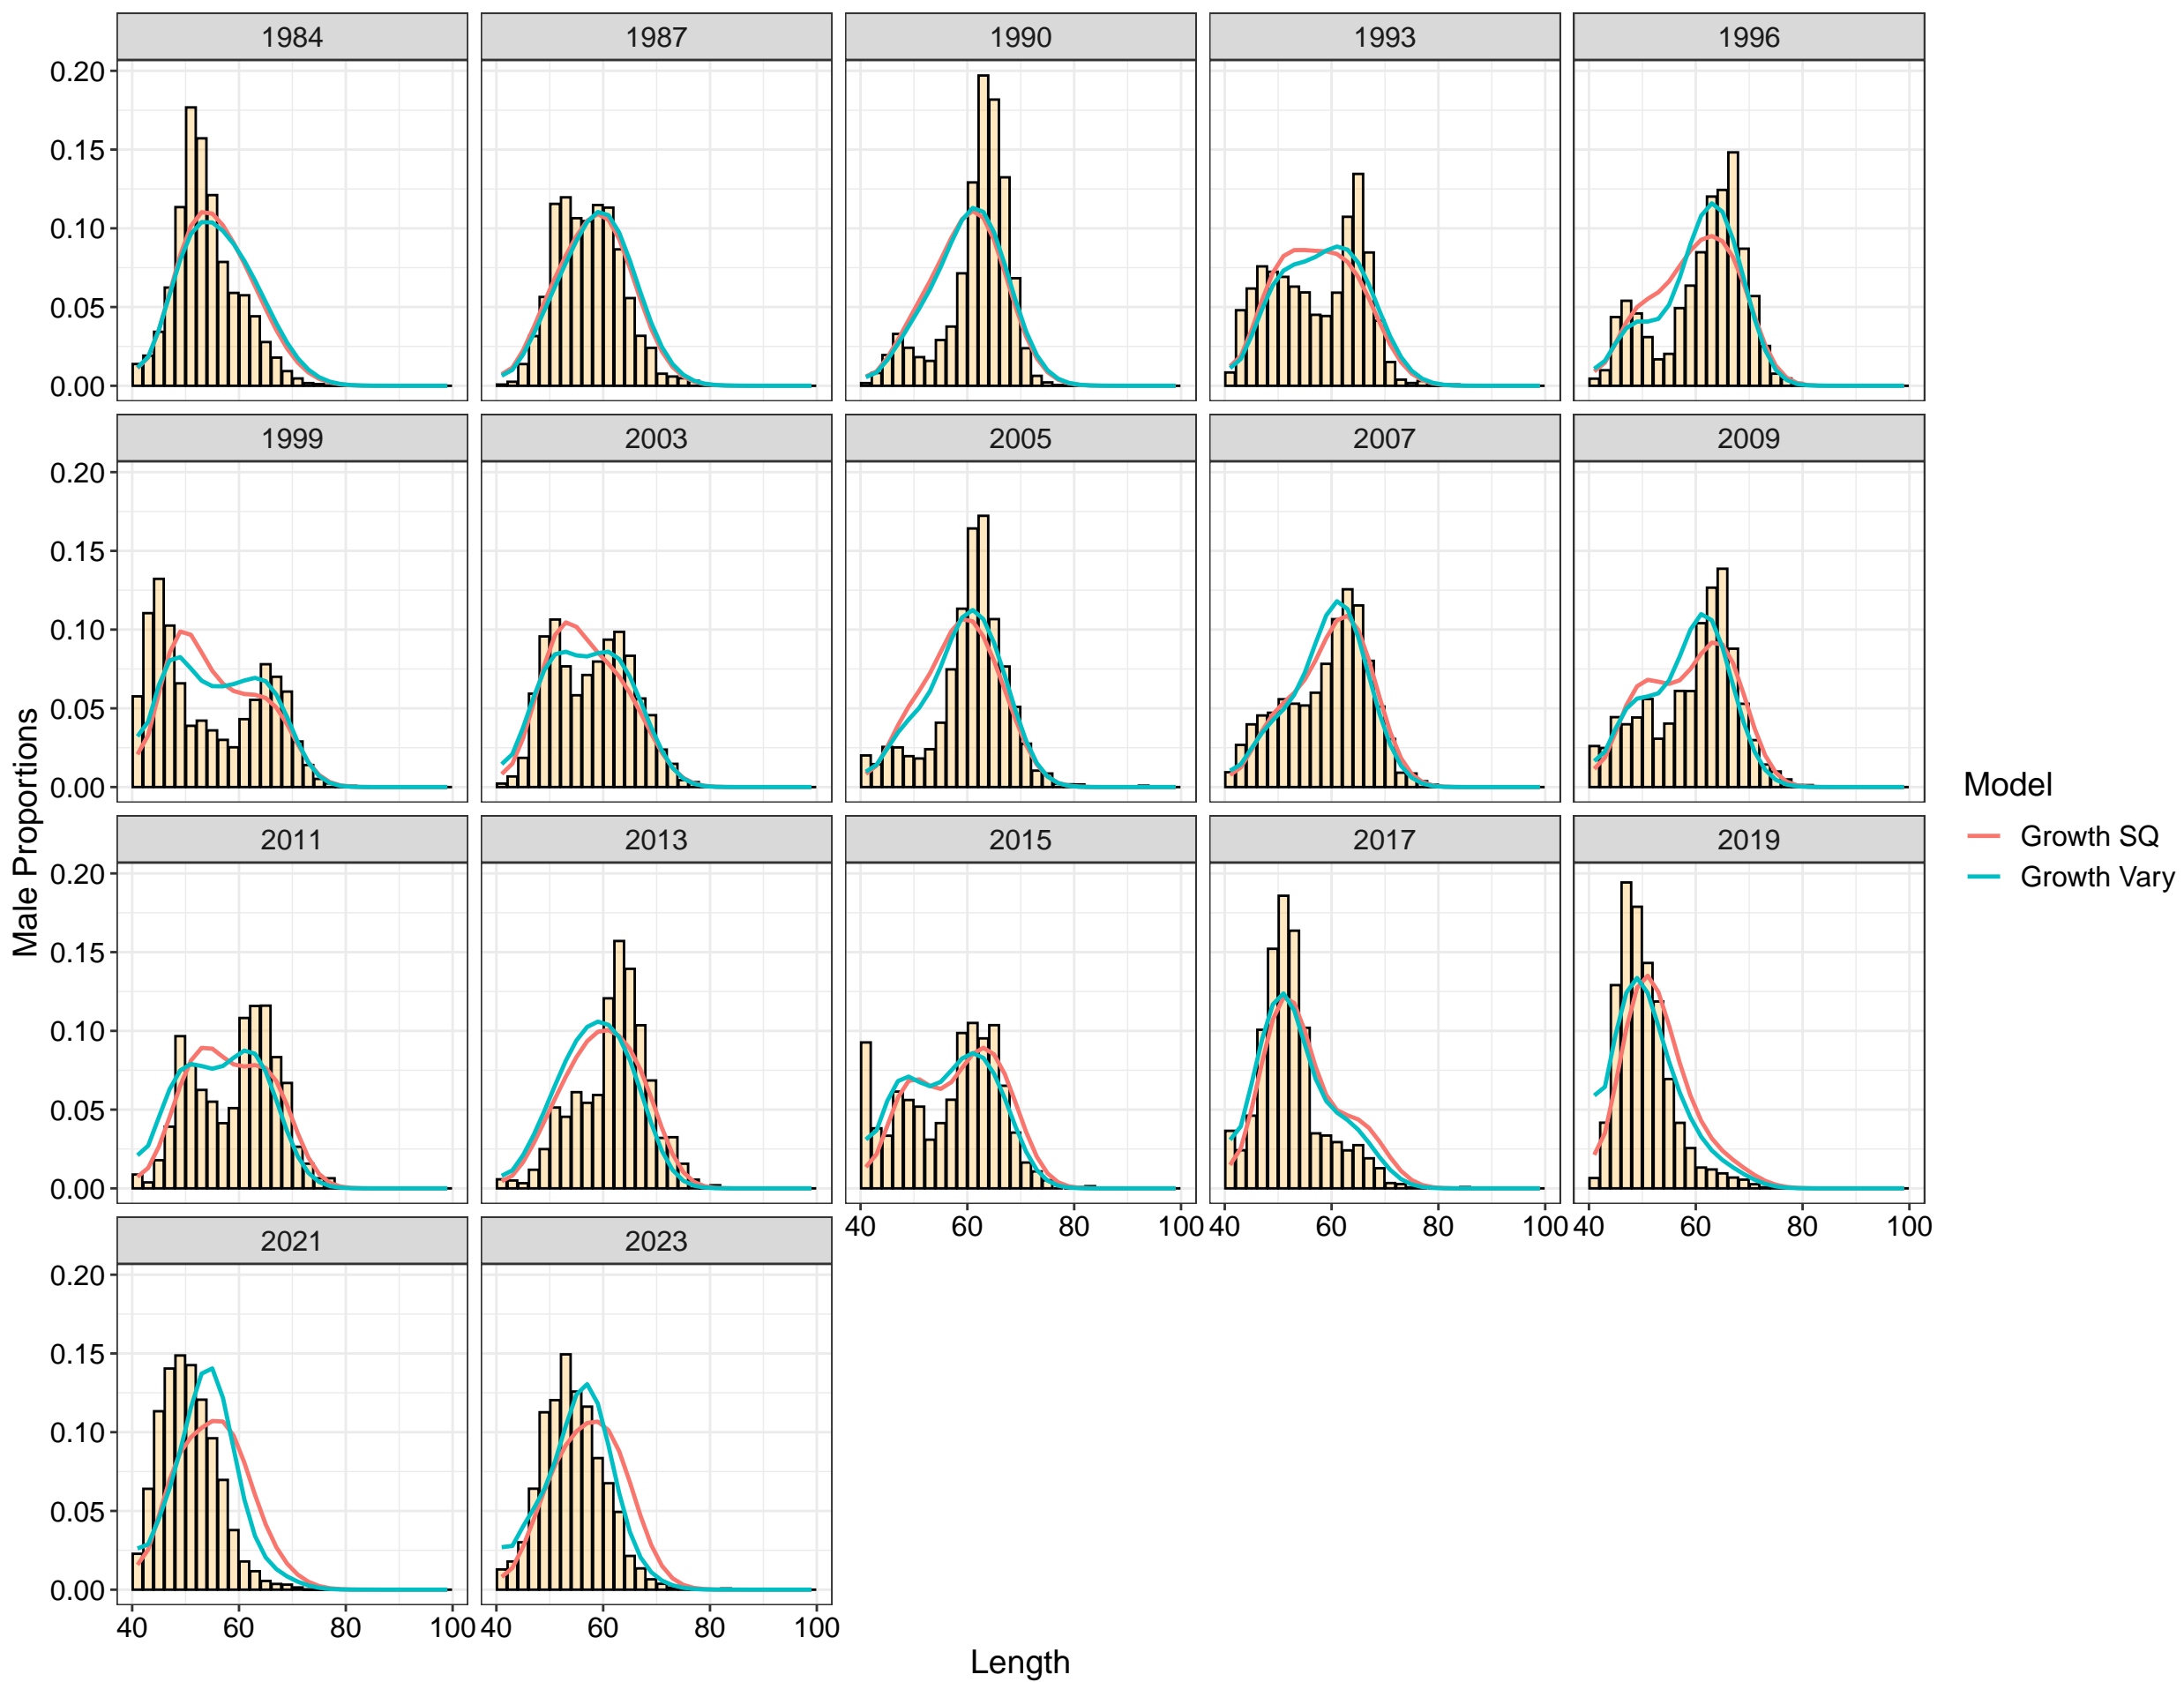 1984 1987 1990 1993 1996
0.20
0.15
0.10
0.05
0.00
1999 2003 2005 2007 2009
0.20
0.15
0.10
0.05
0.00
Male Proportions
Model
Growth SQ
Growth Vary
2011 2013 2015 2017 2019
0.20
0.15
0.10
0.05
0.00
40 60 80 100 40 60 80 100 40 60 80 100
2021 2023
0.20
0.15
0.10
0.05
0.00
40 60 80 100 40 60 80 100
Length